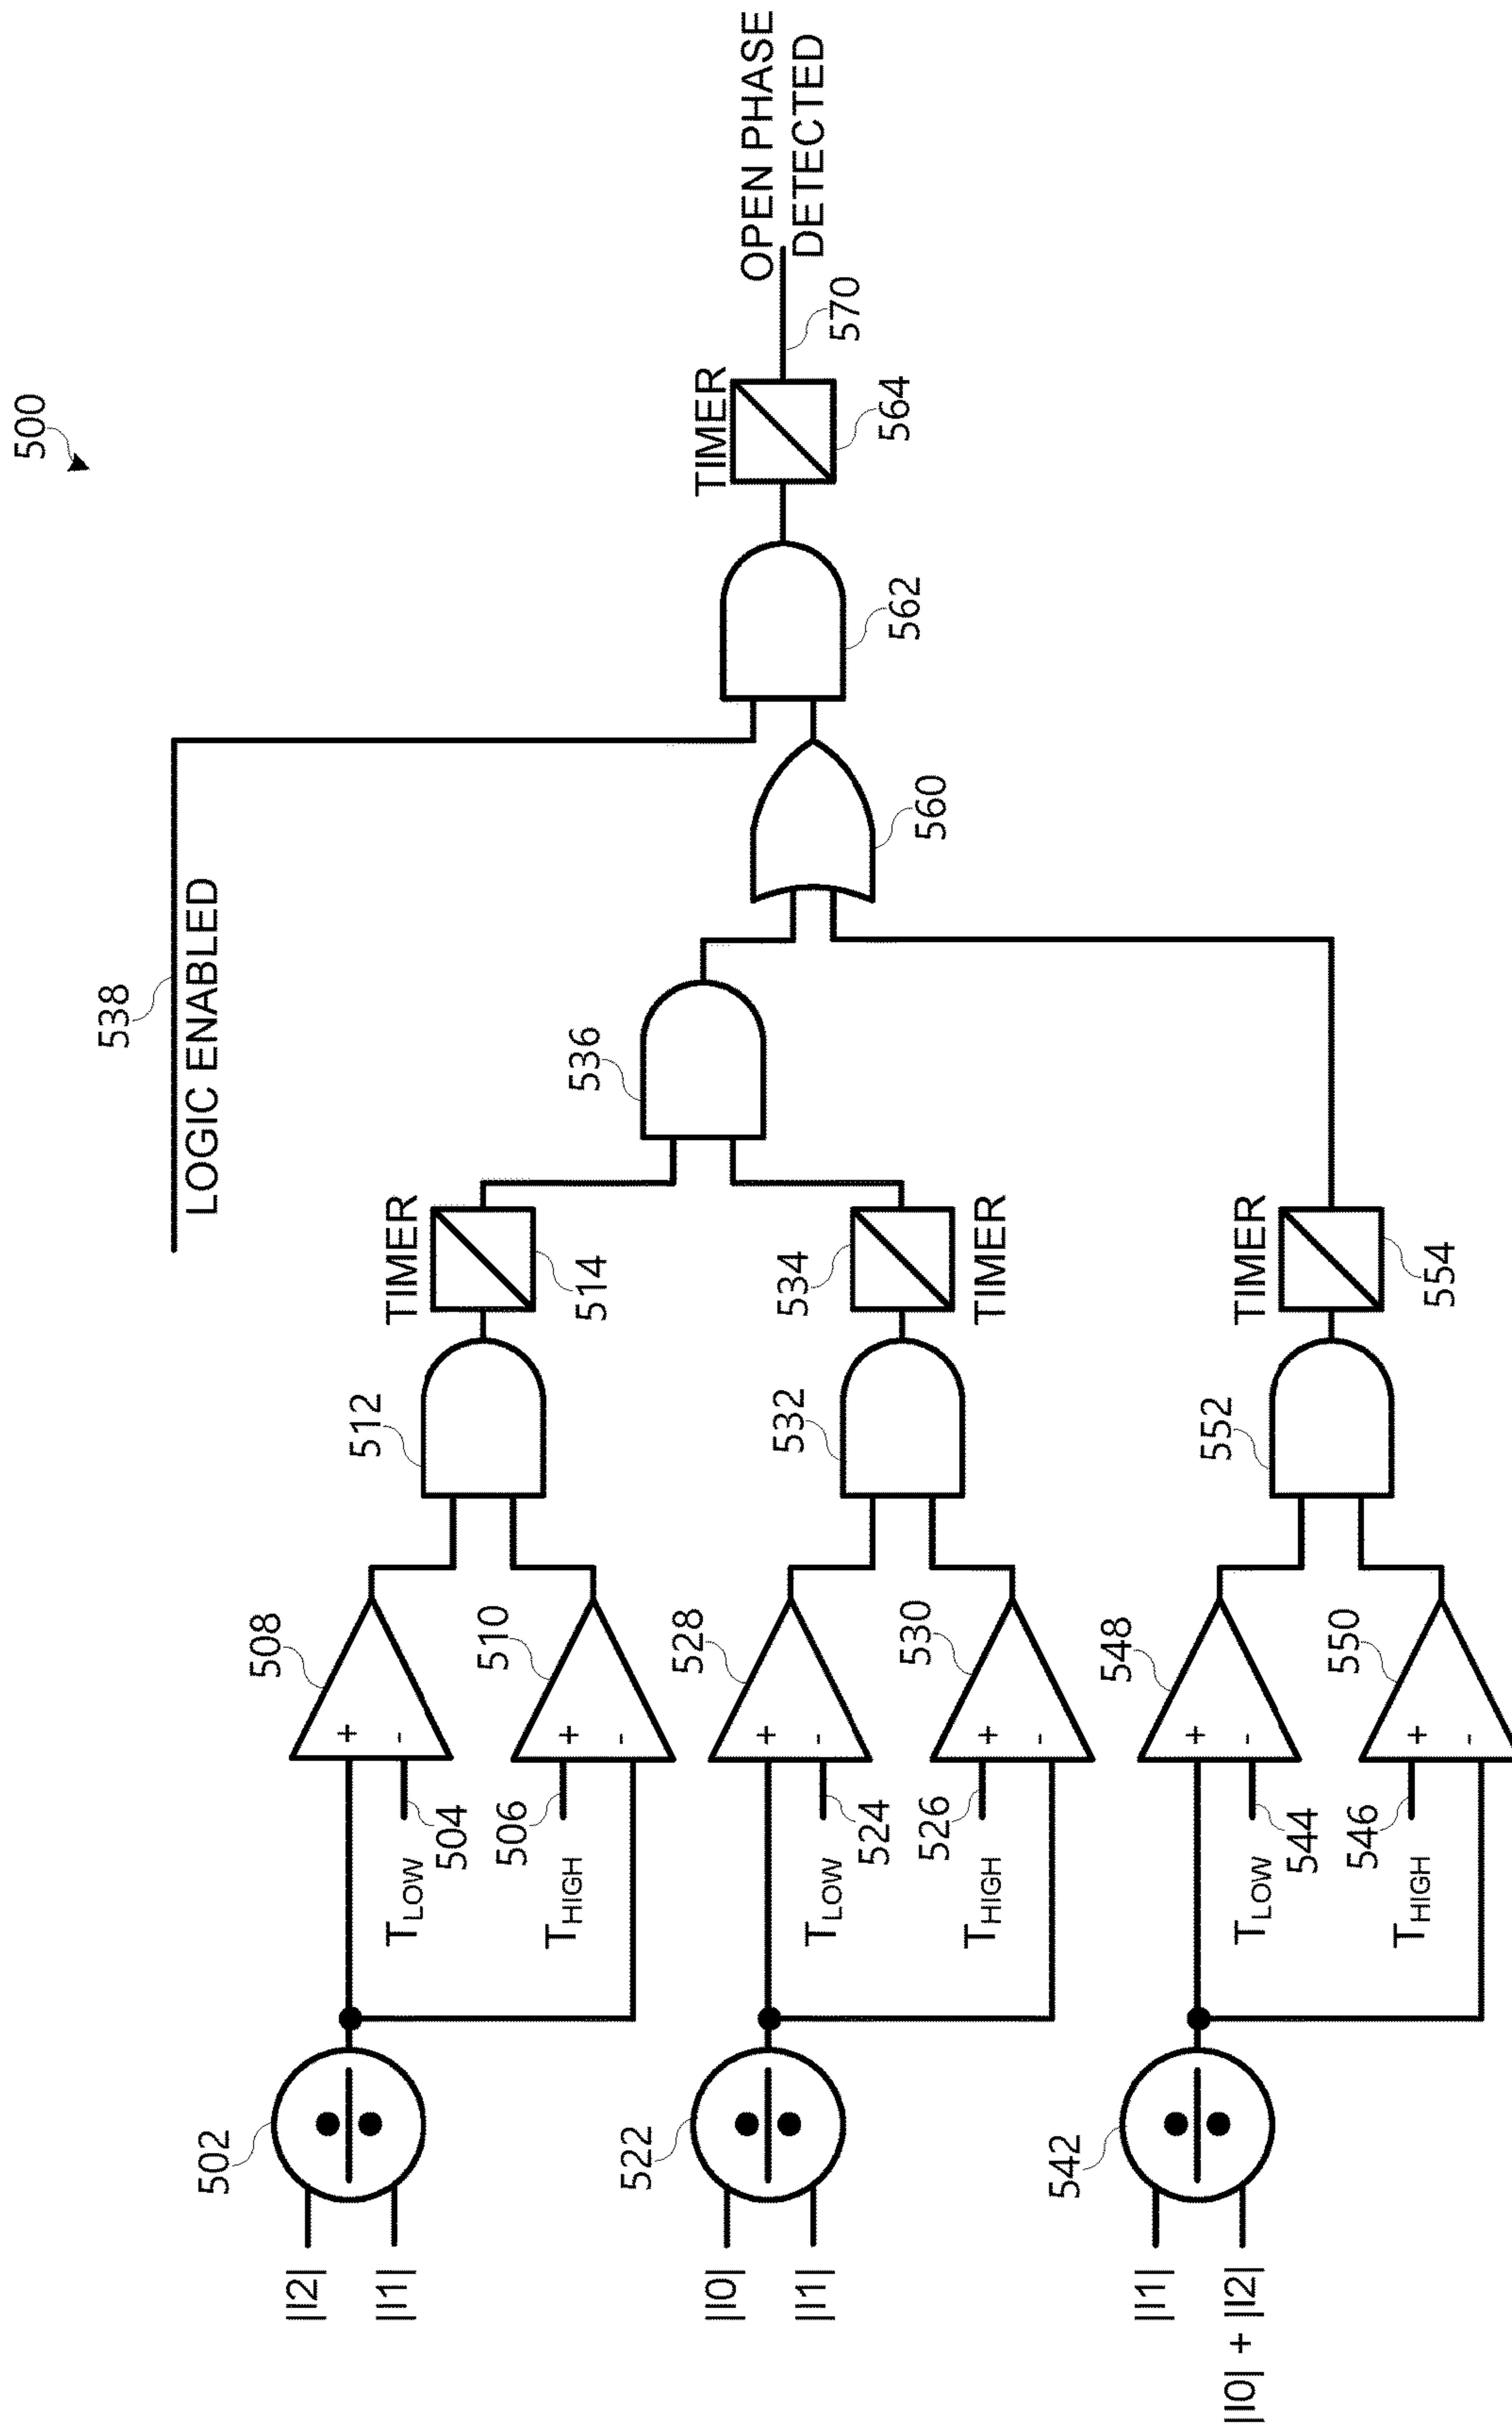 500
538
LOGIC ENABLED
|I2|
|I1|
502
TLOW
504
THIGH
506
508
+
-
510
+
-
512
TIMER
514
|I0|
|I1|
522
TLOW
524
THIGH
526
528
+
-
530
+
-
532
534
TIMER
536
|I1|
|I0| + |I2|
542
TLOW
544
THIGH
546
548
+
-
550
+
-
552
TIMER
554
560
562
TIMER
564
570
OPEN PHASE
DETECTED